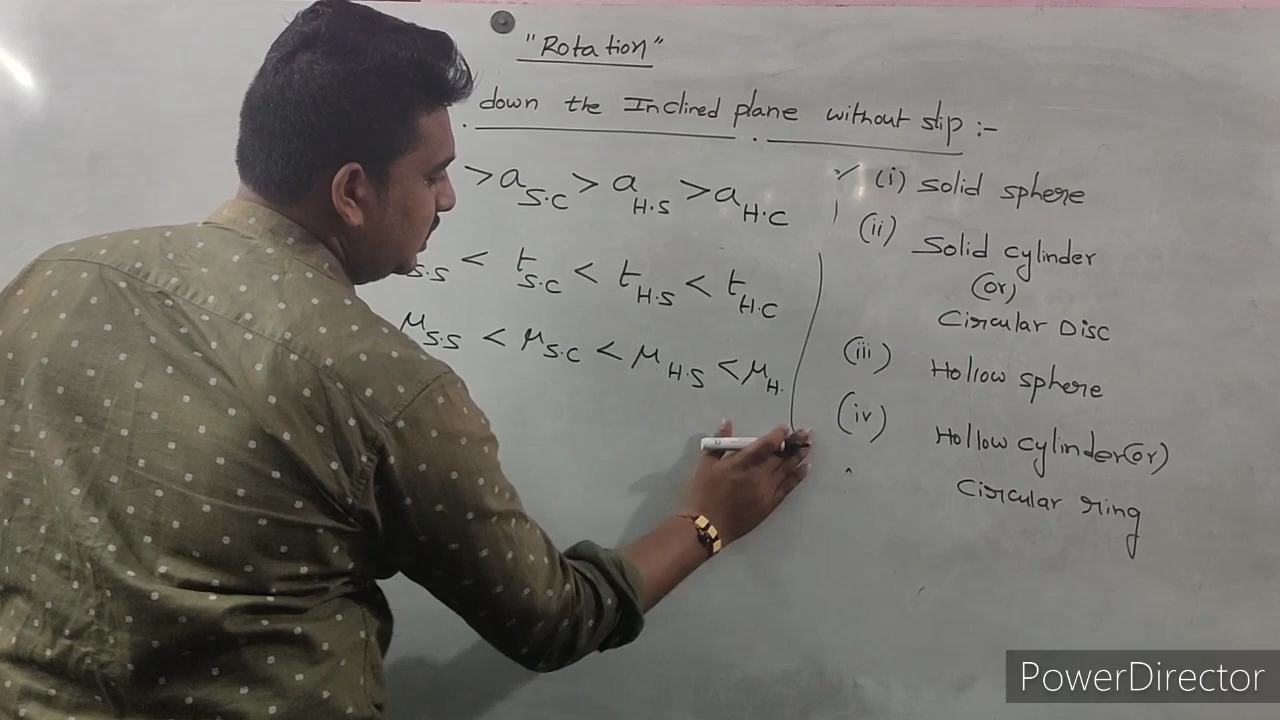 "Rotation"
down the Inclined plane without slip :-
> a S.C > a H.S > a H.C
S.S < t S.C < t H.S < t H.C
μ S.S < μ S.C < μ H.S < μ H.
(i) Solid sphere
(ii) Solid cylinder
(or)
Circular Disc
(iii) Hollow sphere
(iv) Hollow cylinder (or)
Circular ring
PowerDirector